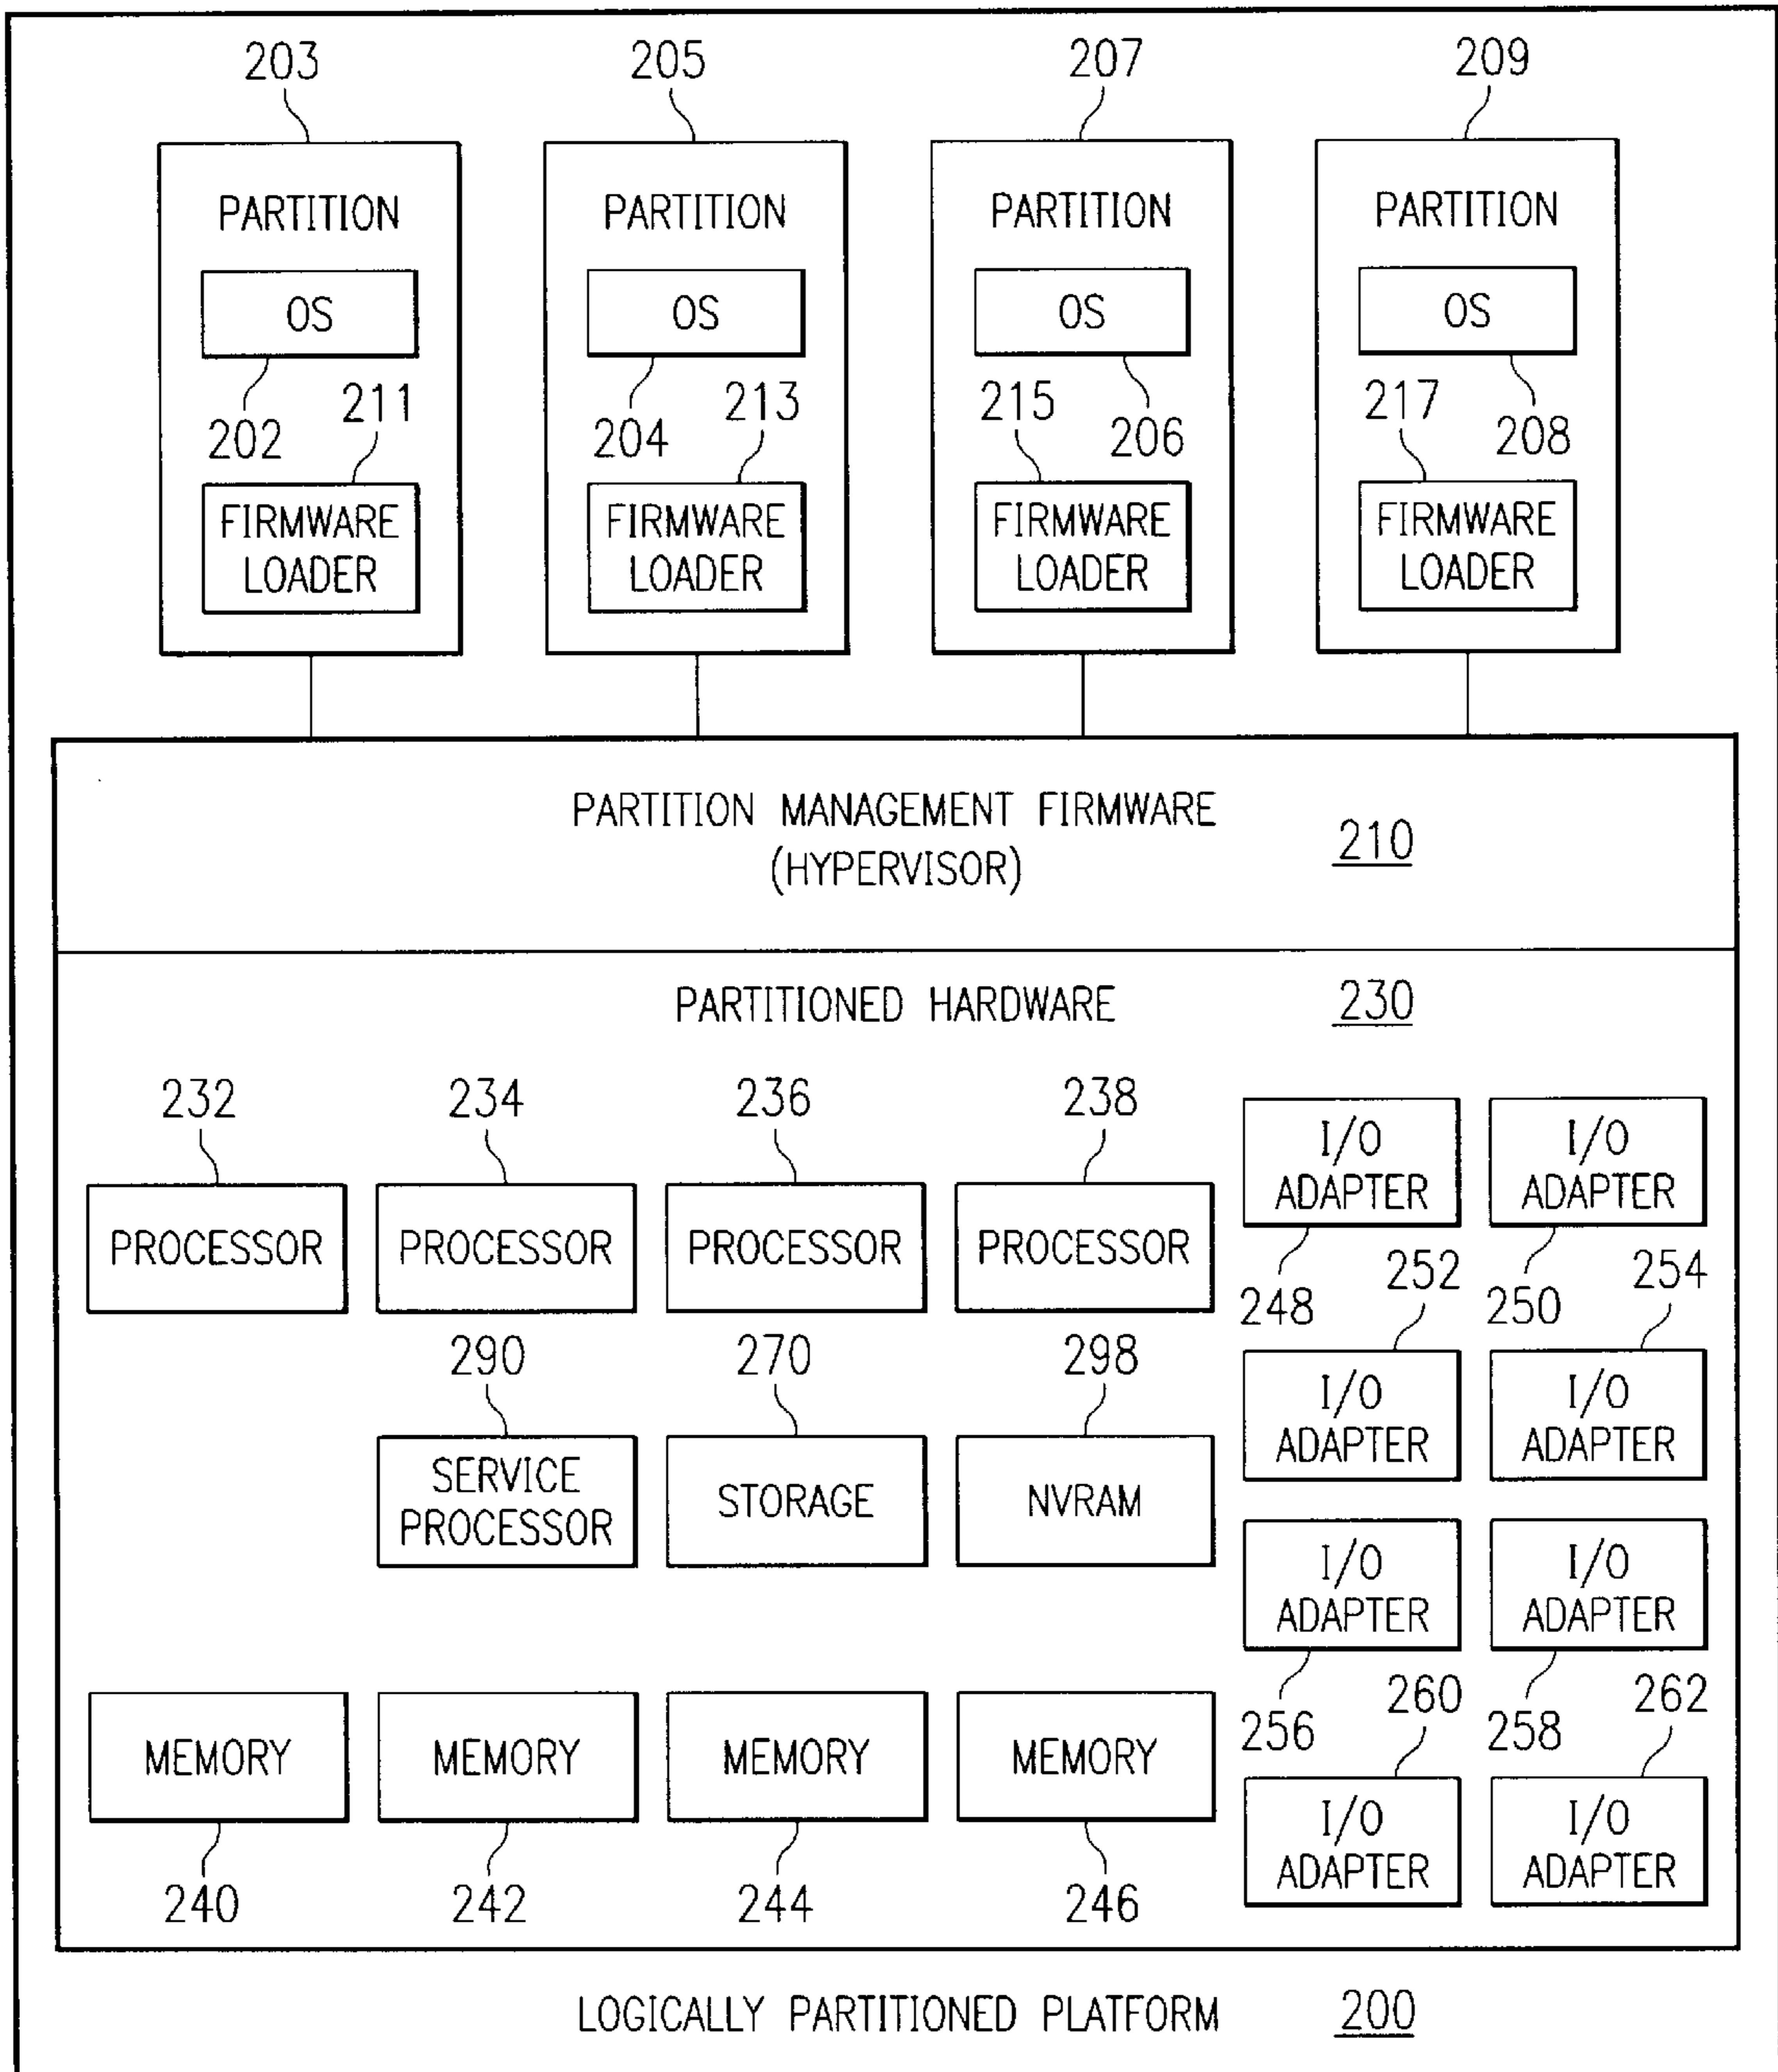 203 205 207 209
PARTITION PARTITION PARTITION PARTITION
OS OS OS OS
202 211 204 213 215 206 217 208
FIRMWARE LOADER FIRMWARE LOADER FIRMWARE LOADER FIRMWARE LOADER
PARTITION MANAGEMENT FIRMWARE
(HYPERVISOR)
210
PARTITIONED HARDWARE 230
232 234 236 238
PROCESSOR PROCESSOR PROCESSOR PROCESSOR
290 270 298
SERVICE PROCESSOR STORAGE NVRAM
MEMORY MEMORY MEMORY MEMORY
240 242 244 246
I/O ADAPTER I/O ADAPTER
248 252 250 254
I/O ADAPTER I/O ADAPTER
I/O ADAPTER I/O ADAPTER
256 260 258 262
I/O ADAPTER I/O ADAPTER
LOGICALLY PARTITIONED PLATFORM 200